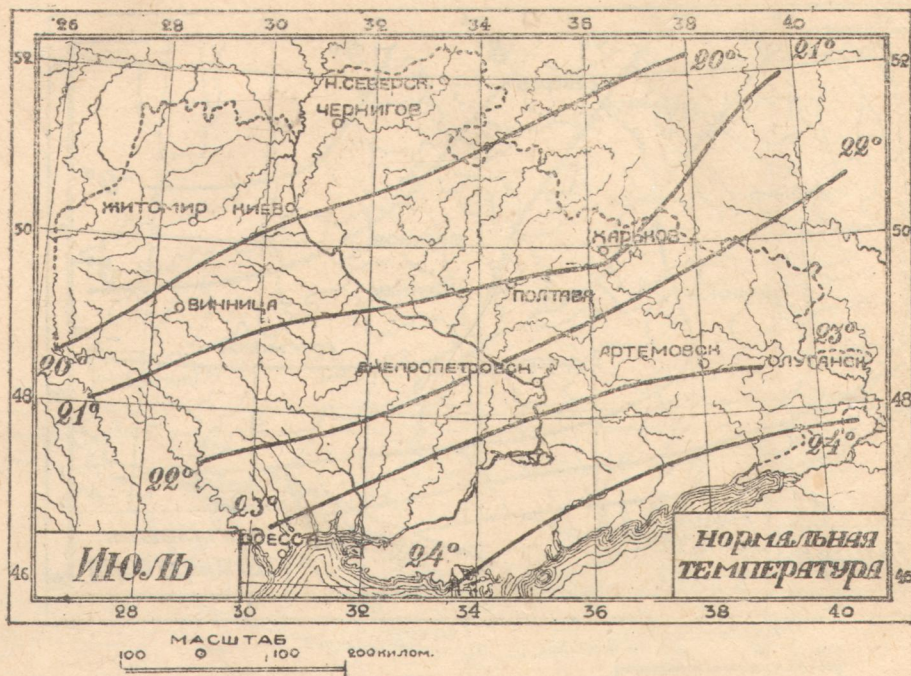 26 28 30 32 34 36 38 40
52 52
20° 21°
Н.СЕВЕРСК.
ЧЕРНИГОВ
22°
ЖИТОМИР КИЕВ
50 50
ХАРЬКОВ
ПОЛТАВА
ВИННИЦА
23°
АРТЕМОВСК ЛУГАНСК
20°
ДНЕПРОПЕТРОВСК
48 48
21°
24°
22°
23°
ОДЕССА
24°
ИЮЛЬ
НОРМАЛЬНАЯ
ТЕМПЕРАТУРА
46 46
28 30 32 34 36 38 40
МАСШТАБ
100 0 100 200 КИЛОМ.